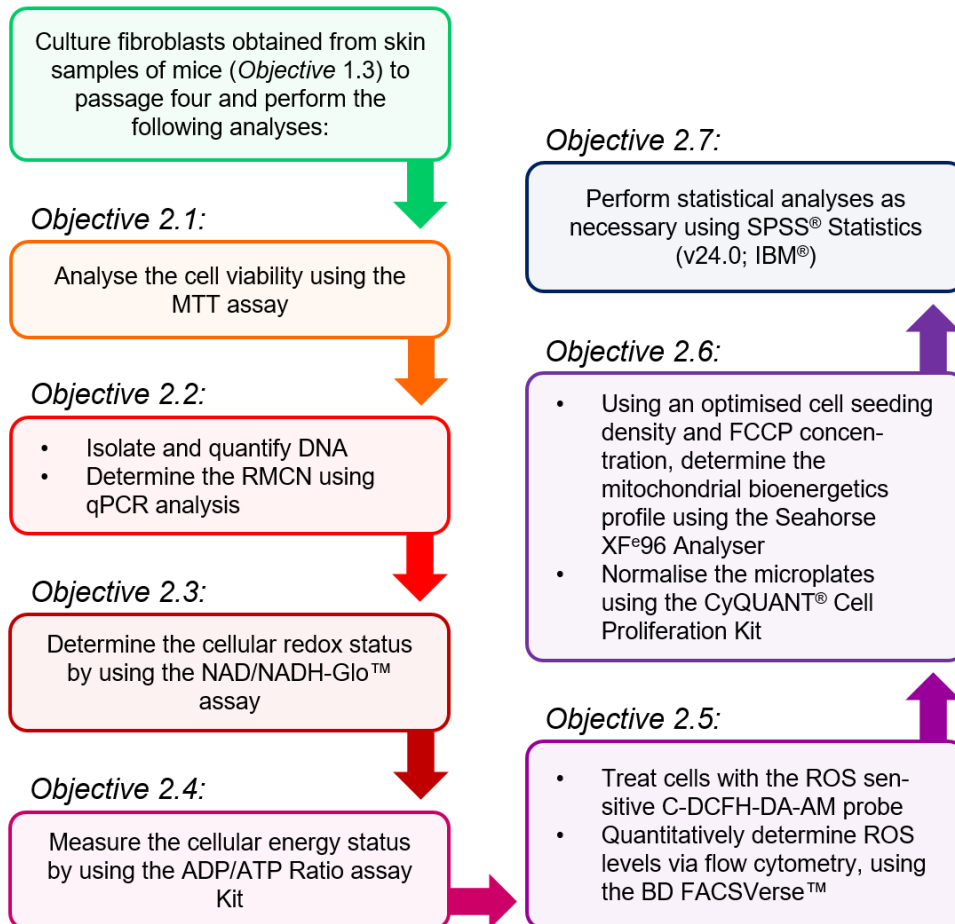 Culture fibroblasts obtained from skin
samples of mice (Objective 1.3) to
passage four and perform the
following analyses:
Objective 2.1:
Analyse the cell viability using the
MTT assay
Objective 2.2:
• Isolate and quantify DNA
• Determine the RMCN using
qPCR analysis
Objective 2.3:
Determine the cellular redox status
by using the NAD/NADH-Glo™
assay
Objective 2.4:
Measure the cellular energy status
by using the ADP/ATP Ratio assay
Kit
Objective 2.5:
• Treat cells with the ROS sen-
sitive C-DCFH-DA-AM probe
• Quantitatively determine ROS
levels via flow cytometry, using
the BD FACSVerse™
Objective 2.6:
• Using an optimised cell seeding
density and FCCP concen-
tration, determine the
mitochondrial bioenergetics
profile using the Seahorse
XFᵉ96 Analyser
• Normalise the microplates
using the CyQUANT® Cell
Proliferation Kit
Objective 2.7:
Perform statistical analyses as
necessary using SPSS® Statistics
(v24.0; IBM®)